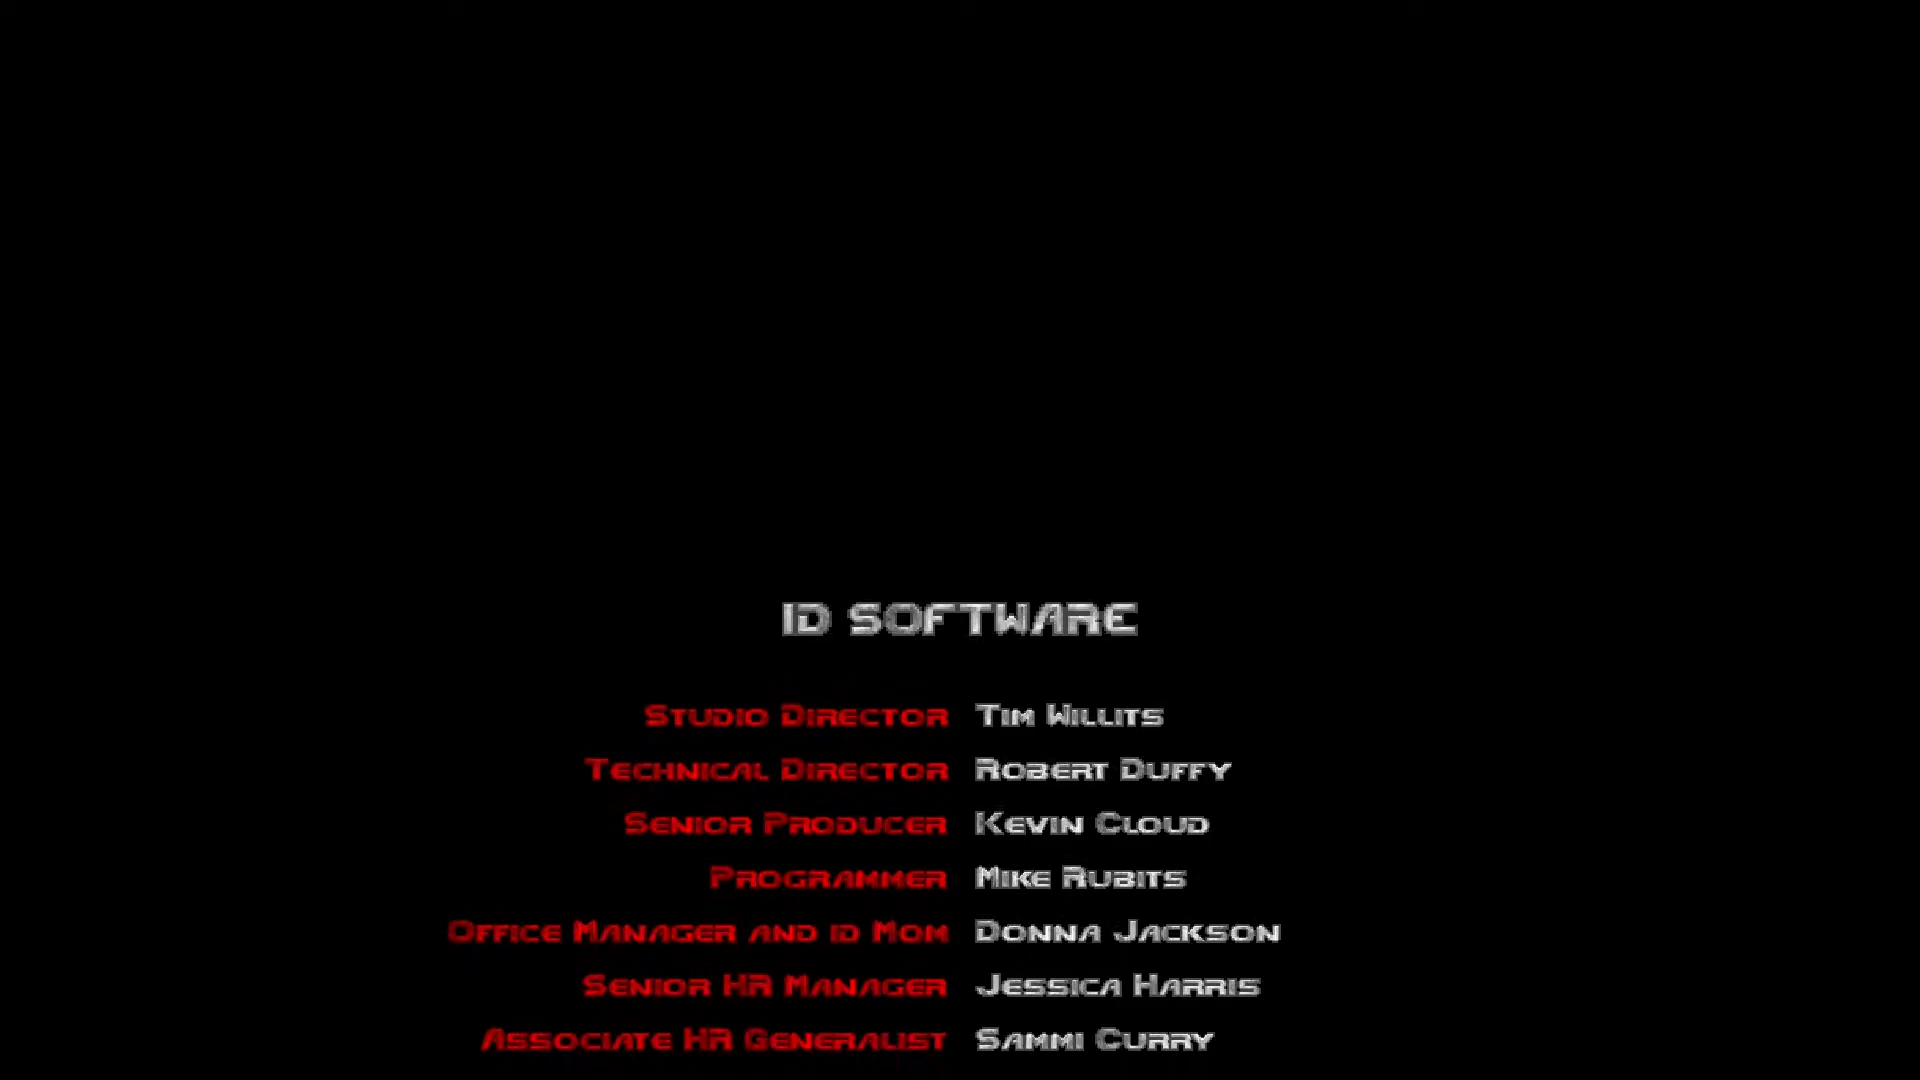 ID SOFTWARE
STUDIO DIRECTOR TIM WILLITS
TECHNICAL DIRECTOR ROBERT DUFFY
SENIOR PRODUCER KEVIN CLOUD
PROGRAMMER MIKE RUBITS
OFFICE MANAGER AND ID MOM DONNA JACKSON
SENIOR HR MANAGER JESSICA HARRIS
ASSOCIATE HR GENERALIST SAMMI CURRY